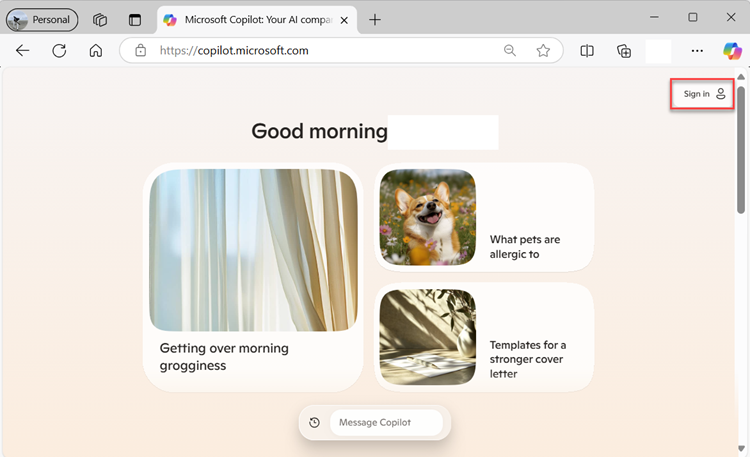 Personal
Microsoft Copilot: Your AI compa
https://copilot.microsoft.com
Sign in
Good morning
Getting over morning
grogginess
What pets are
allergic to
Templates for a
stronger cover
letter
Message Copilot